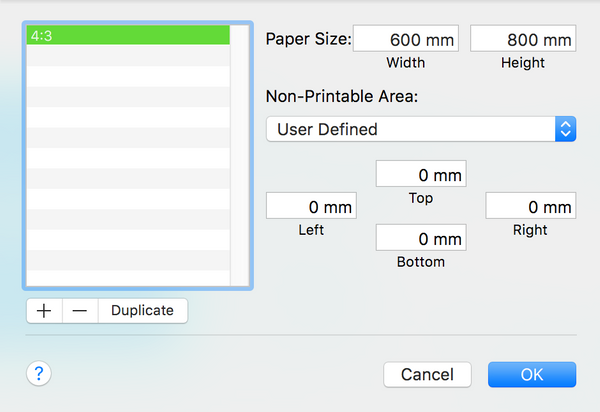 4:3
Paper Size: 600 mm 800 mm
Width Height
Non-Printable Area:
User Defined
0 mm
Top
0 mm 0 mm
Left Right
0 mm
Bottom
+ − Duplicate
? Cancel OK